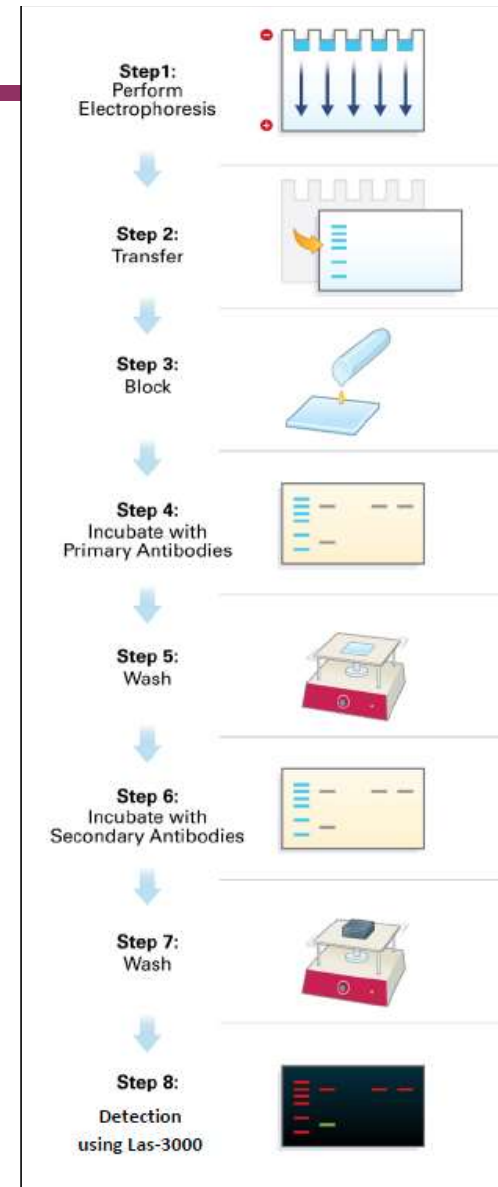 Step1:
Perform
Electrophoresis
Step 2:
Transfer
Step 3:
Block
Step 4:
Incubate with
Primary Antibodies
Step 5:
Wash
Step 6:
Incubate with
Secondary Antibodies
Step 7:
Wash
Step 8:
Detection
using Las-3000